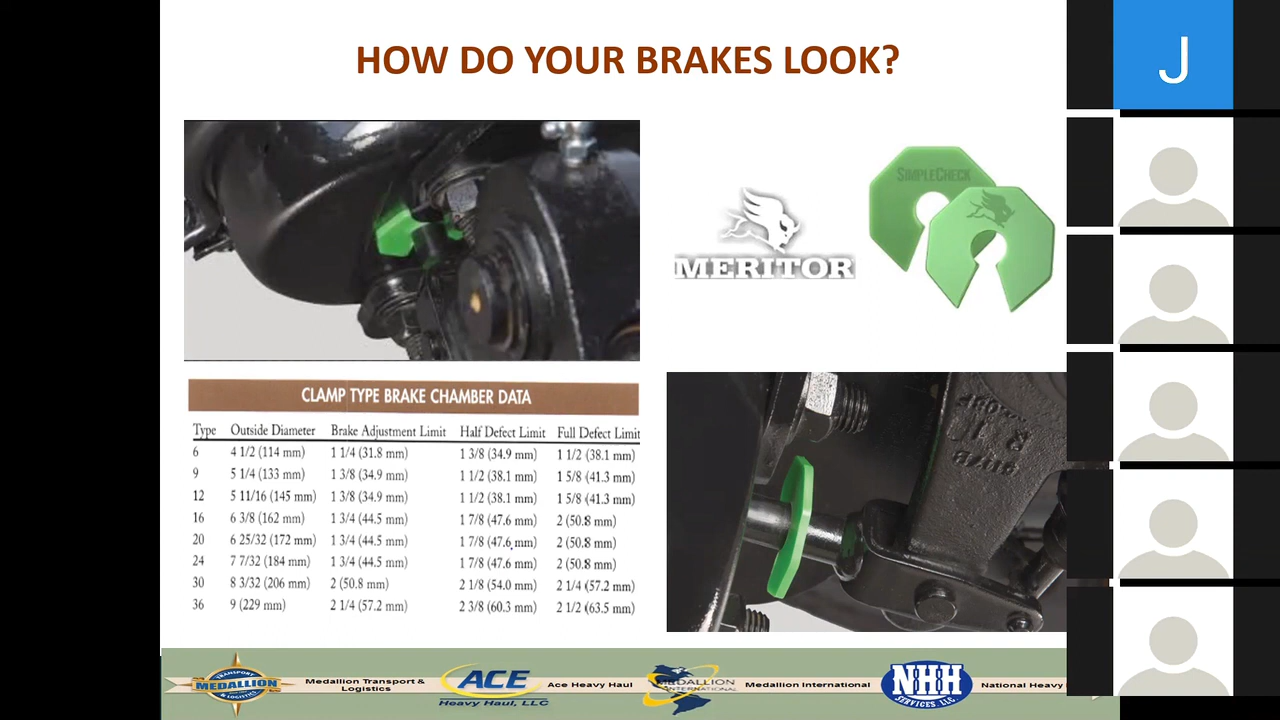 HOW DO YOUR BRAKES LOOK?
J
SIMPLECHECK
MERITOR
CLAMP TYPE BRAKE CHAMBER DATA
Type Outside Diameter Brake Adjustment Limit Half Defect Limit Full Defect Limit
6 4 1/2 (114 mm) 1 1/4 (31.8 mm) 1 3/8 (34.9 mm) 1 1/2 (38.1 mm)
9 5 1/4 (133 mm) 1 3/8 (34.9 mm) 1 1/2 (38.1 mm) 1 5/8 (41.3 mm)
12 5 11/16 (145 mm) 1 3/8 (34.9 mm) 1 1/2 (38.1 mm) 1 5/8 (41.3 mm)
16 6 3/8 (162 mm) 1 3/4 (44.5 mm) 1 7/8 (47.6 mm) 2 (50.8 mm)
20 6 25/32 (172 mm) 1 3/4 (44.5 mm) 1 7/8 (47.6 mm) 2 (50.8 mm)
24 7 7/32 (184 mm) 1 3/4 (44.5 mm) 1 7/8 (47.6 mm) 2 (50.8 mm)
30 8 3/32 (206 mm) 2 (50.8 mm) 2 1/8 (54.0 mm) 2 1/4 (57.2 mm)
36 9 (229 mm) 2 1/4 (57.2 mm) 2 3/8 (60.3 mm) 2 1/2 (63.5 mm)
TRANSPORT
MEDALLION
& LOGISTICS
Medallion Transport &
Logistics
ACE
Heavy Haul, LLC
Ace Heavy Haul
MEDALLION
INTERNATIONAL
Medallion International
NHH
SERVICES, LLC
National Heavy